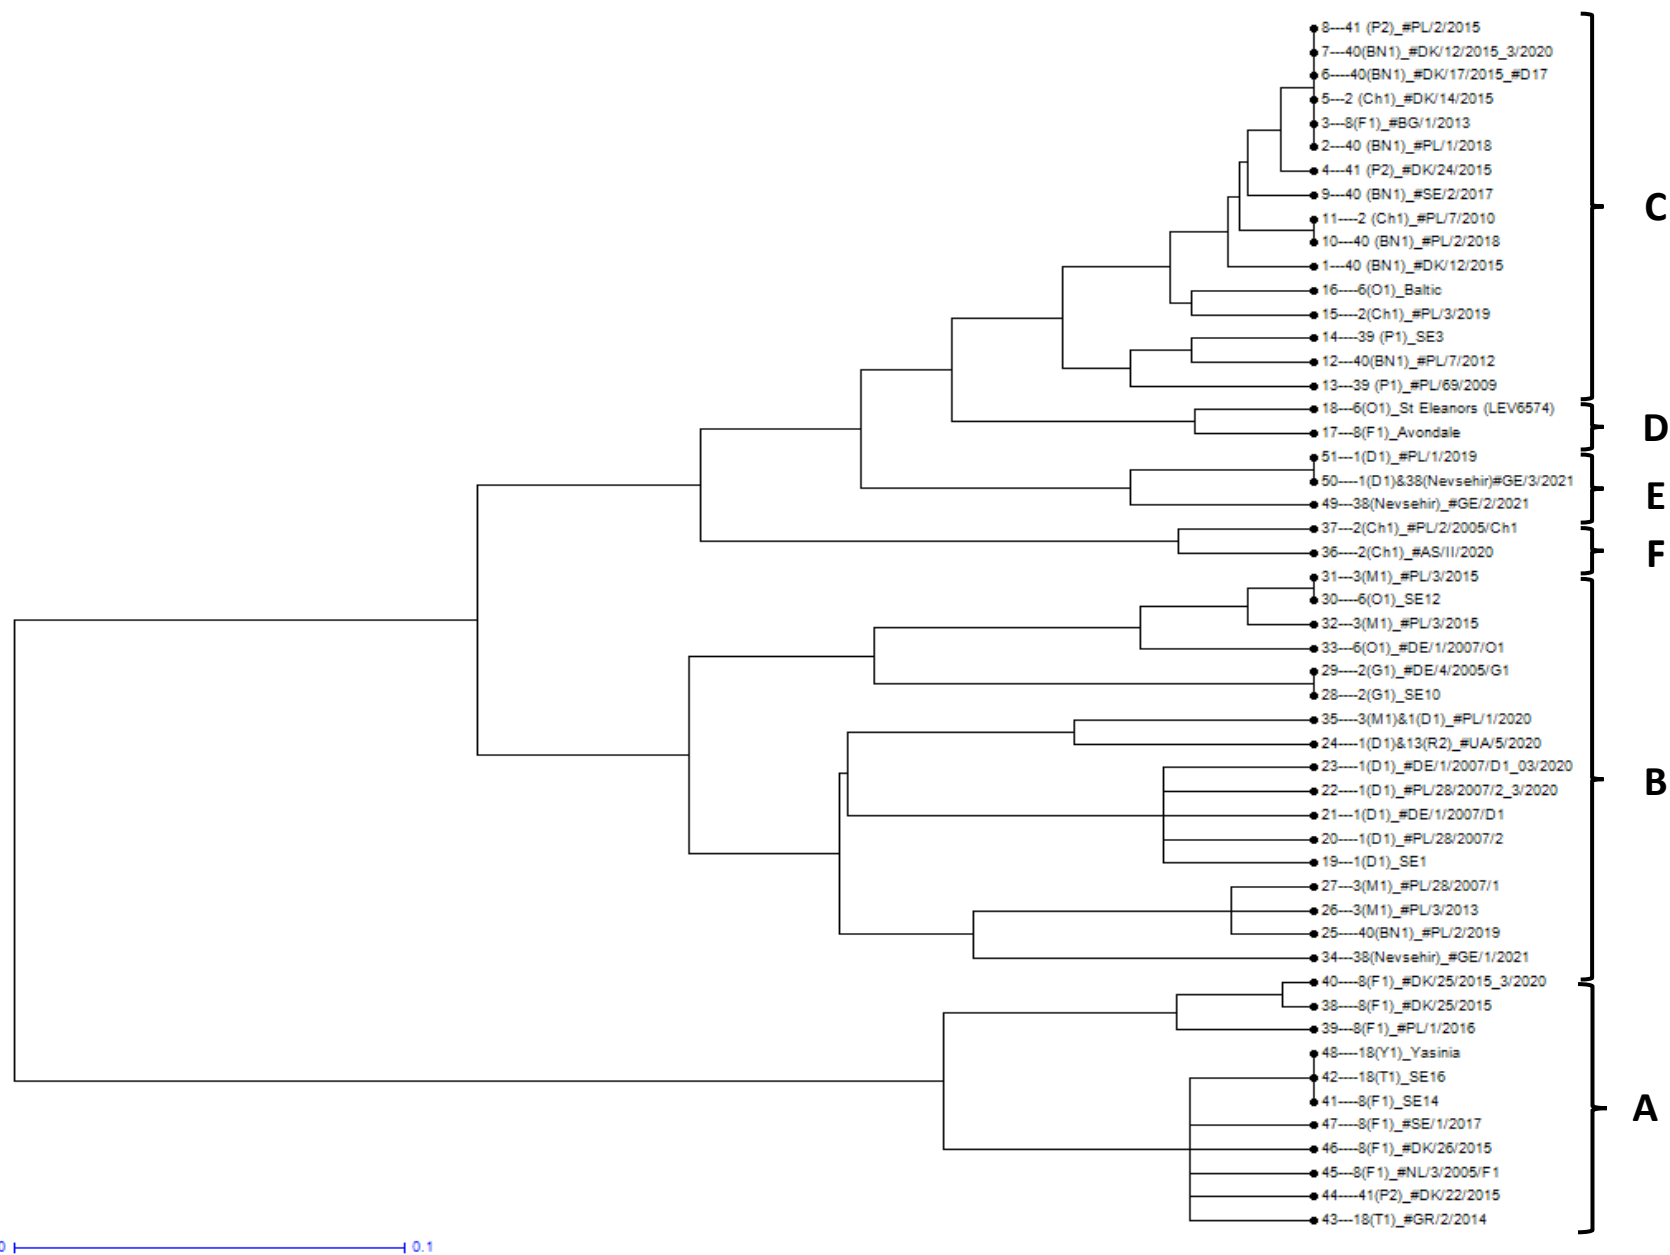 8---41 (P2)_#PL/2/2015
7---40(BN1)_#DK/12/2015_3/2020
6----40(BN1)_#DK/17/2015_#D17
5---2 (Ch1)_#DK/14/2015
3---8(F1)_#BG/1/2013
2---40 (BN1)_#PL/1/2018
4---41 (P2)_#DK/24/2015
9---40 (BN1)_#SE/2/2017
11----2 (Ch1)_#PL/7/2010
C
10---40 (BN1)_#PL/2/2018
1---40 (BN1)_#DK/12/2015
16----6(O1)_Baltic
15----2(Ch1)_#PL/3/2019
14----39 (P1)_SE3
12---40(BN1)_#PL/7/2012
13---39 (P1)_#PL/69/2009
18---6(O1)_St Eleanors (LEV6574)
D
17---8(F1)_Avondale
51---1(D1)_#PL/1/2019
50----1(D1)&38(Nevsehir)#GE/3/2021
E
49---38(Nevsehir)_#GE/2/2021
37---2(Ch1)_#PL/2/2005/Ch1
F
36----2(Ch1)_#AS/II/2020
31---3(M1)_#PL/3/2015
30----6(O1)_SE12
32---3(M1)_#PL/3/2015
33---6(O1)_#DE/1/2007/O1
29----2(G1)_#DE/4/2005/G1
28----2(G1)_SE10
35----3(M1)&1(D1)_#PL/1/2020
24----1(D1)&13(R2)_#UA/5/2020
23----1(D1)_#DE/1/2007/D1_03/2020
B
22----1(D1)_#PL/28/2007/2_3/2020
21---1(D1)_#DE/1/2007/D1
20----1(D1)_#PL/28/2007/2
19---1(D1)_SE1
27---3(M1)_#PL/28/2007/1
26---3(M1)_#PL/3/2013
25----40(BN1)_#PL/2/2019
34---38(Nevsehir)_#GE/1/2021
40----8(F1)_#DK/25/2015_3/2020
38----8(F1)_#DK/25/2015
39---8(F1)_#PL/1/2016
48----18(Y1)_Yasinia
42----18(T1)_SE16
41----8(F1)_SE14
A
47----8(F1)_#SE/1/2017
46----8(F1)_#DK/26/2015
45---8(F1)_#NL/3/2005/F1
44----41(P2)_#DK/22/2015
43---18(T1)_#GR/2/2014
0 0.1